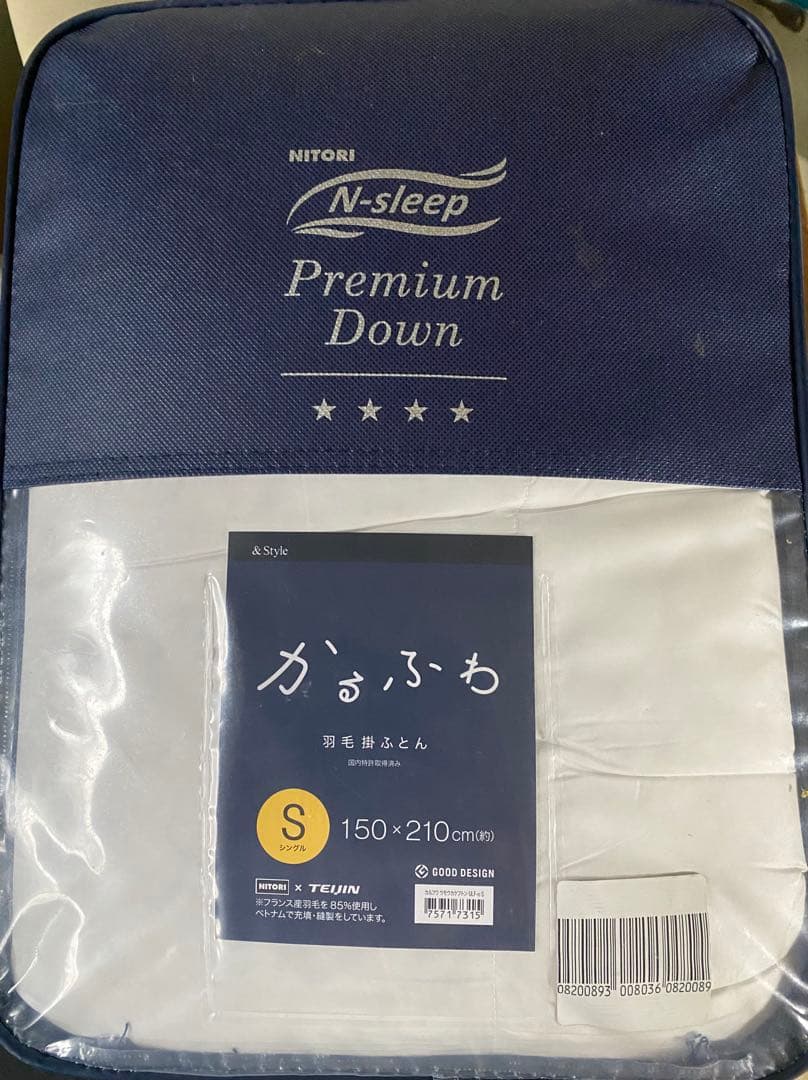 NITORI
N-sleep
Premium
Down
& Style
かるふわ
羽毛掛ふとん
国内特許取得済み
S
シングル
150×210cm(約)
GOOD DESIGN
NITORI × TEIJIN
※フランス産羽毛を85%使用し
ベトナムで充填・縫製をしています。
7571 7315
08200893 008036 0820089